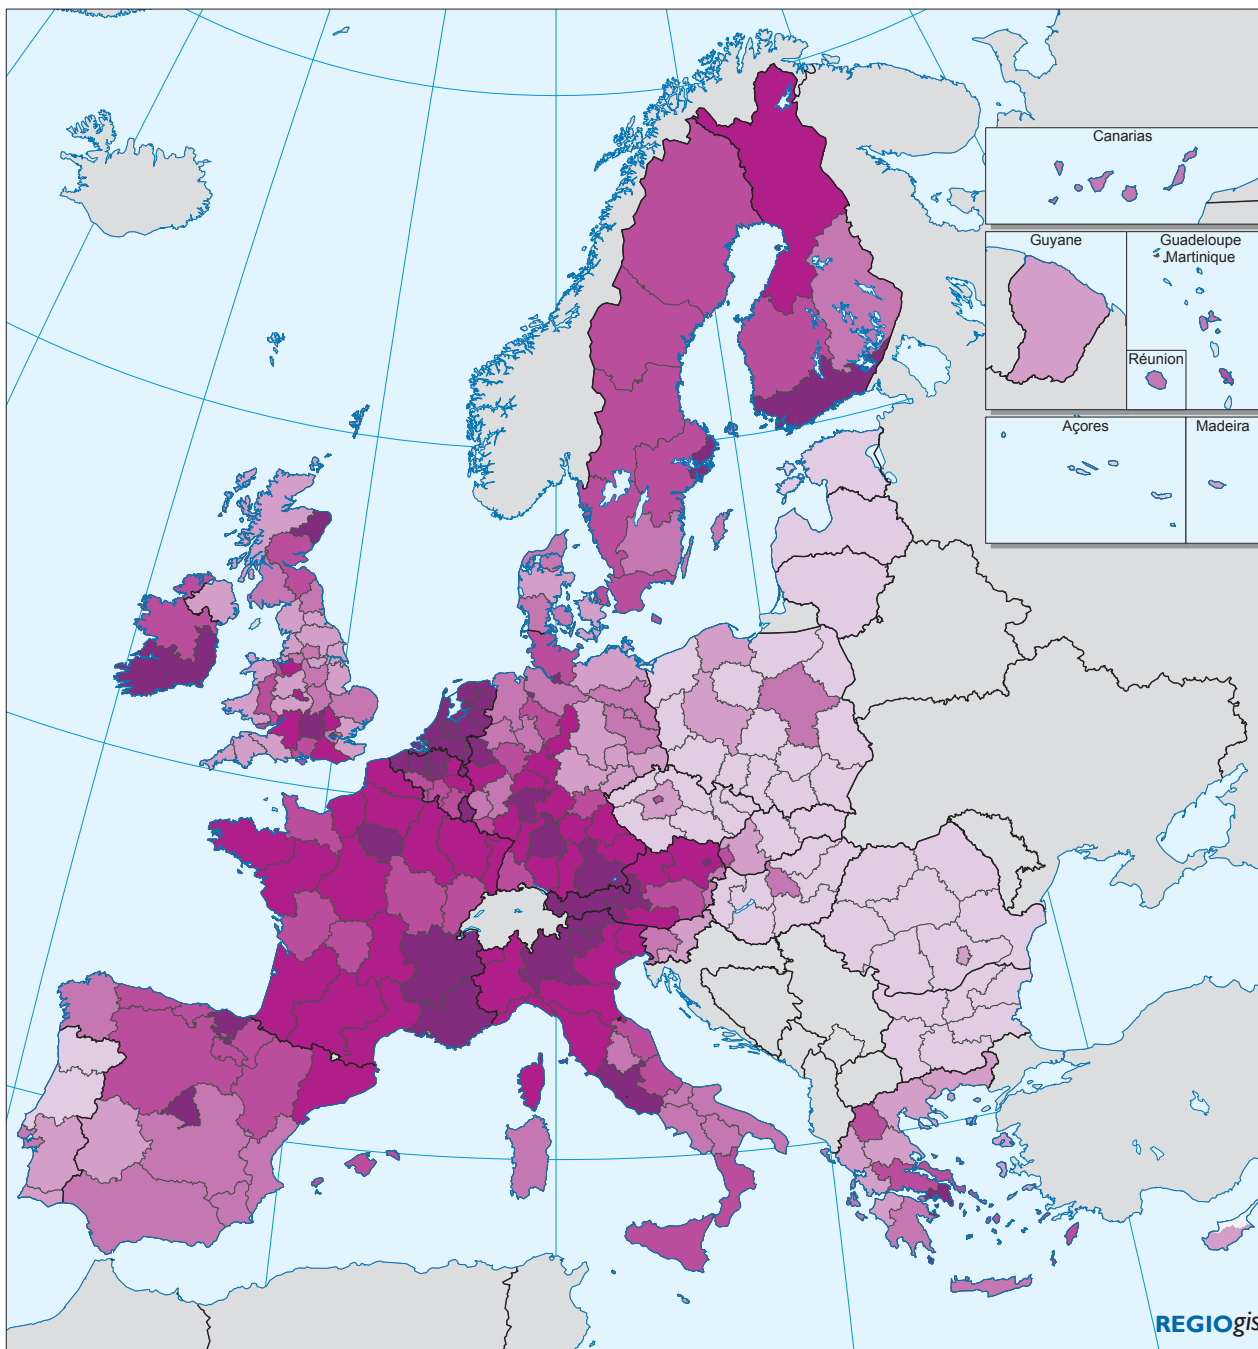 Canarias
Guyane
Guadeloupe
Martinique
Réunion
Açores
Madeira
REGIOgis